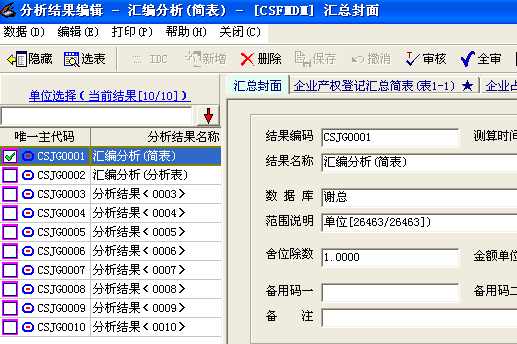 分析结果编辑 - 汇编分析(简表) - [CSFMDM] 汇总封面
数据(D) 编辑(E) 打印(P) 帮助(H) 关闭(C)
隐藏 选表 IDC 新增 删除 保存 撤消 审核 全审
单位选择(当前结果[10/10])
汇总封面 企业产权登记汇总简表(表1-1) ★ 企业占
唯一主代码 分析结果名称
CSJG0001 汇编分析(简表)
CSJG0002 汇编分析(分析表)
CSJG0003 分析结果<0003>
CSJG0004 分析结果<0004>
CSJG0005 分析结果<0005>
CSJG0006 分析结果<0006>
CSJG0007 分析结果<0007>
CSJG0008 分析结果<0008>
CSJG0009 分析结果<0009>
CSJG0010 分析结果<0010>
结果编码 CSJG0001 测算时间
结果名称 汇编分析(简表)
数 据 库 谢总
范围说明 单位[26463/26463])
舍位除数 1.0000 金额单位
备用码一 备用码二
备 注